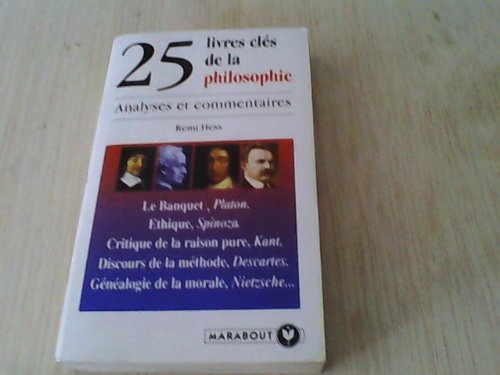 25 livres clés
de la
philosophie
Analyses et commentaires
Remi Hess
Le Banquet , Platon,
Ethique, Spinoza,
Critique de la raison pure, Kant,
Discours de la méthode, Descartes,
Généalogie de la morale, Nietzsche...
MARABOUT